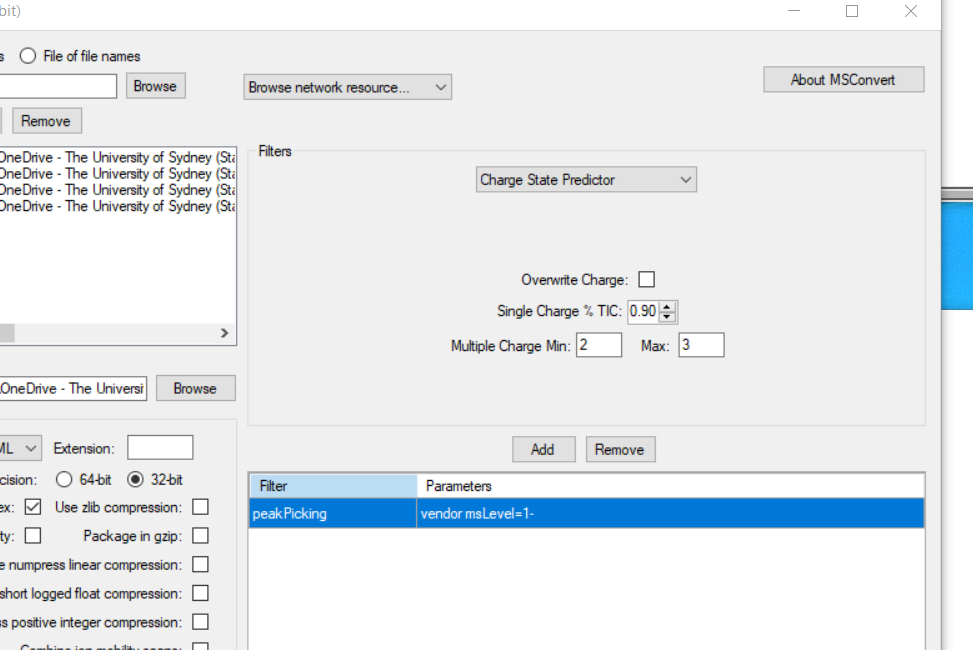 bit)
s File of file names
Browse
Browse network resource...
About MSConvert
Remove
OneDrive - The University of Sydney (Sta
OneDrive - The University of Sydney (Sta
OneDrive - The University of Sydney (Sta
OneDrive - The University of Sydney (Sta
Filters
Charge State Predictor
Overwrite Charge:
Single Charge % TIC: 0.90
Multiple Charge Min: 2 Max: 3
OneDrive - The Universit
Browse
ML Extension:
cision: 64-bit 32-bit
ex: Use zlib compression:
ty: Package in gzip:
e numpress linear compression:
short logged float compression:
ss positive integer compression:
Add
Remove
Filter Parameters
peakPicking vendor msLevel=1-